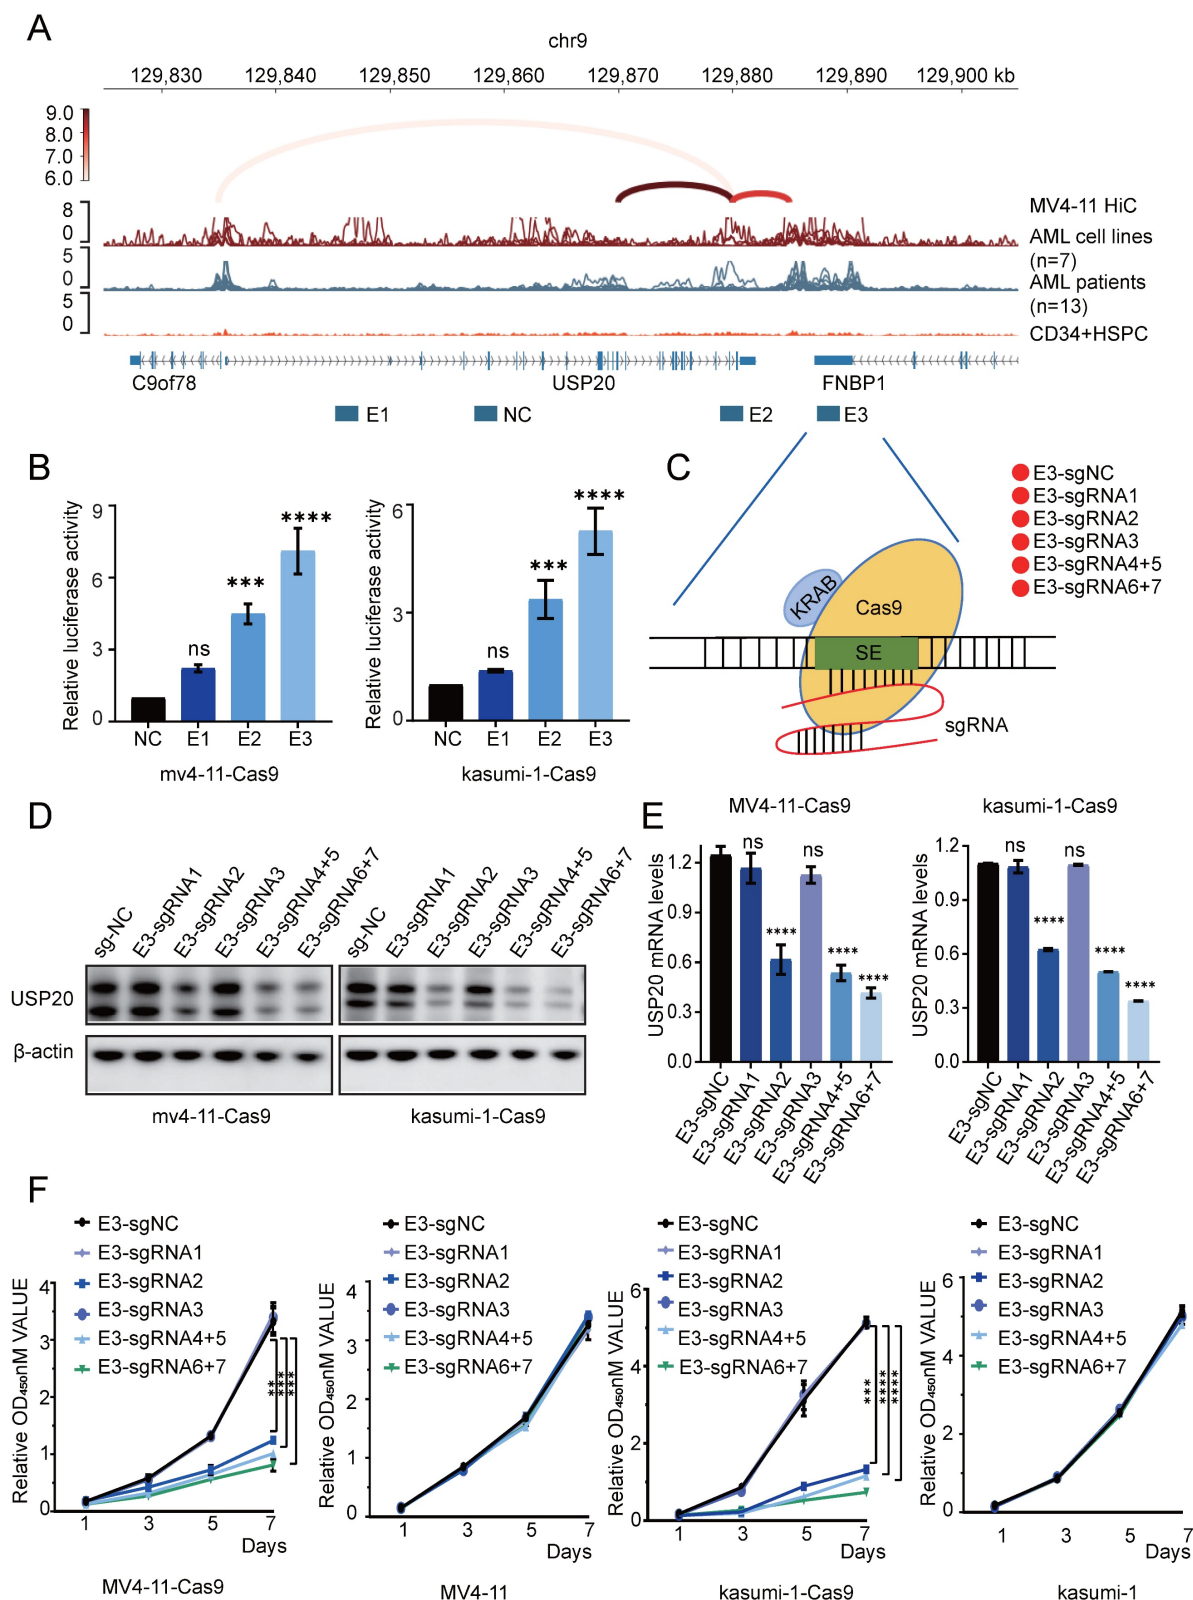 A
chr9
129,830 129,840 129,850 129,860 129,870 129,880 129,890 129,900 kb
9.0
8.0
7.0
6.0
MV4-11 HiC
8
0
AML cell lines
(n=7)
5
0
AML patients
(n=13)
5
0
CD34+HSPC
C9of78 USP20 FNBP1
E1 NC E2 E3
B
Relative luciferase activity
9
6
3
0
ns
***
****
NC E1 E2 E3
mv4-11-Cas9
Relative luciferase activity
6
3
0
ns
***
****
NC E1 E2 E3
kasumi-1-Cas9
C
E3-sgNC
E3-sgRNA1
E3-sgRNA2
E3-sgRNA3
E3-sgRNA4+5
E3-sgRNA6+7
KRAB
Cas9
SE
sgRNA
D
sg-NC
E3-sgRNA1
E3-sgRNA2
E3-sgRNA3
E3-sgRNA4+5
E3-sgRNA6+7
sg-NC
E3-sgRNA1
E3-sgRNA2
E3-sgRNA3
E3-sgRNA4+5
E3-sgRNA6+7
USP20
β-actin
mv4-11-Cas9 kasumi-1-Cas9
E
MV4-11-Cas9
USP20 mRNA levels
1.2
0.9
0.6
0.3
0.0
ns
****
ns
****
****
E3-sgNC
E3-sgRNA1
E3-sgRNA2
E3-sgRNA3
E3-sgRNA4+5
E3-sgRNA6+7
kasumi-1-Cas9
USP20 mRNA levels
1.2
0.9
0.6
0.3
0.0
ns
****
ns
****
****
E3-sgNC
E3-sgRNA1
E3-sgRNA2
E3-sgRNA3
E3-sgRNA4+5
E3-sgRNA6+7
F
E3-sgNC
E3-sgRNA1
E3-sgRNA2
E3-sgRNA3
E3-sgRNA4+5
E3-sgRNA6+7
Relative OD₄₅₀nM VALUE
4
3
2
1
0
**
***
***
1 3 5 7
Days
MV4-11-Cas9
E3-sgNC
E3-sgRNA1
E3-sgRNA2
E3-sgRNA3
E3-sgRNA4+5
E3-sgRNA6+7
Relative OD₄₅₀nM VALUE
4
3
2
1
0
1 3 5 7
Days
MV4-11
E3-sgNC
E3-sgRNA1
E3-sgRNA2
E3-sgRNA3
E3-sgRNA4+5
E3-sgRNA6+7
Relative OD₄₅₀nM VALUE
6
4
2
0
***
****
****
1 3 5 7
Days
kasumi-1-Cas9
E3-sgNC
E3-sgRNA1
E3-sgRNA2
E3-sgRNA3
E3-sgRNA4+5
E3-sgRNA6+7
Relative OD₄₅₀nM VALUE
6
4
2
0
1 3 5 7
Days
kasumi-1